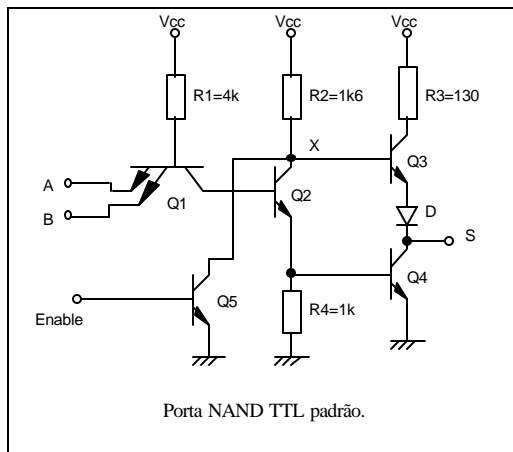 Vcc Vcc Vcc
R1=4k R2=1k6 R3=130
X
Q3
A
Q1 Q2 D
B S
Q4
Q5
Enable R4=1k
Porta NAND TTL padrão.